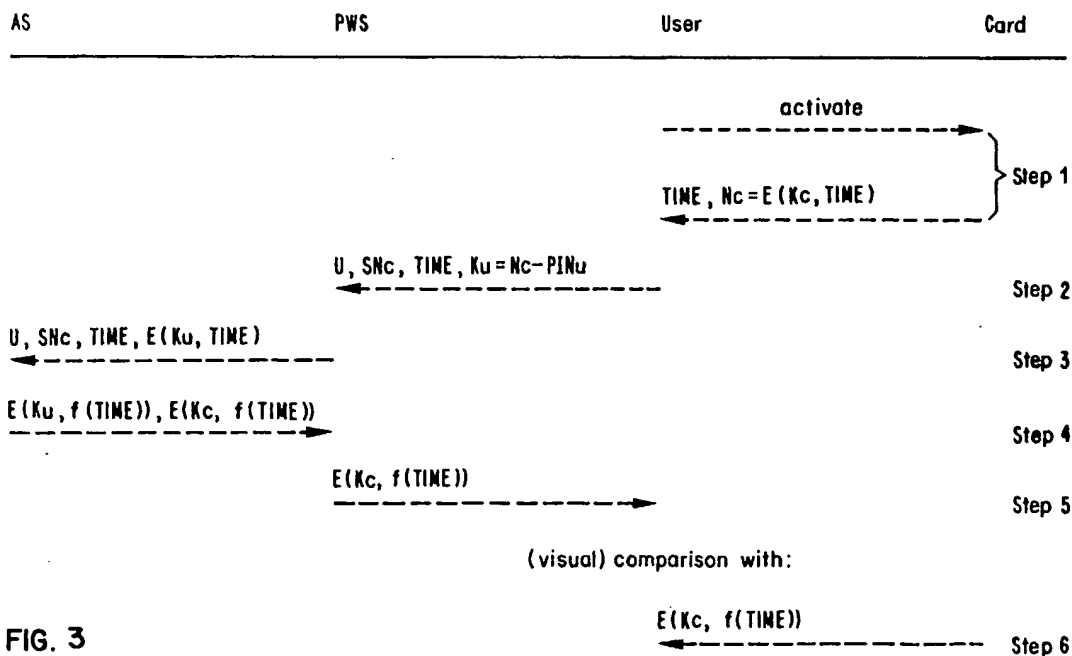 AS PWS User Card
activate
Step 1
TIME, Nc=E(Kc,TIME)
U, SNc, TIME, Ku=Nc-PINu
Step 2
U, SNc, TIME, E(Ku,TIME)
Step 3
E(Ku,f(TIME)),E(Kc, f(TIME))
Step 4
E(Kc, f(TIME))
Step 5
(visual) comparison with:
E(Kc, f(TIME))
Step 6
FIG. 3